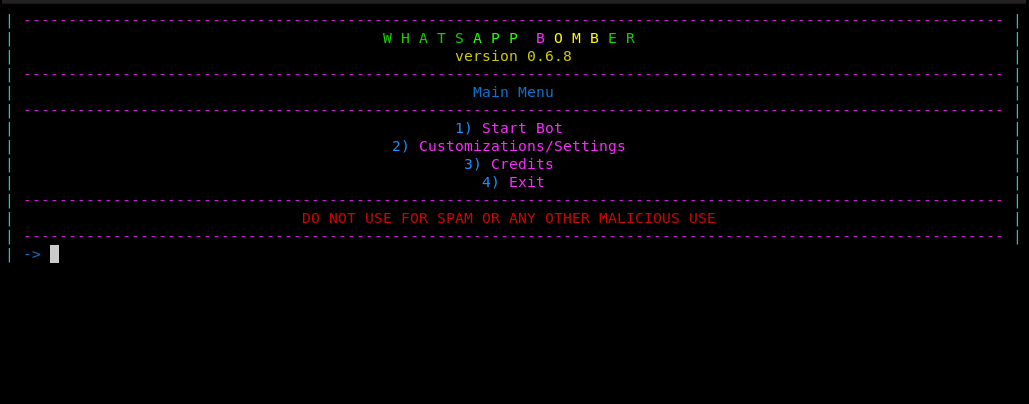 W H A T S A P P  B O M B E R
version 0.6.8
Main Menu
1) Start Bot
2) Customizations/Settings
3) Credits
4) Exit
DO NOT USE FOR SPAM OR ANY OTHER MALICIOUS USE
->